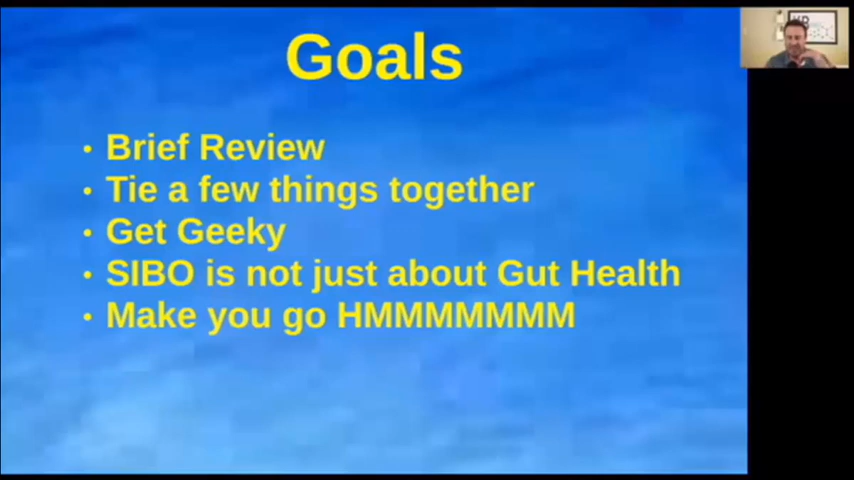 Goals
• Brief Review
• Tie a few things together
• Get Geeky
• SIBO is not just about Gut Health
• Make you go HMMMMMMM